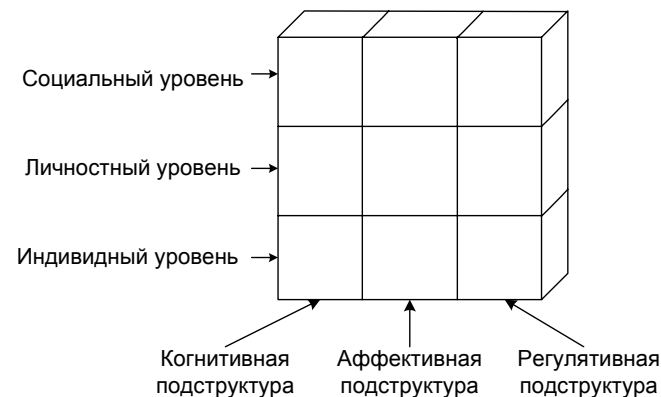 Социальный уровень
Личностный уровень
Индивидный уровень
Когнитивная
подструктура
Аффективная
подструктура
Регулятивная
подструктура